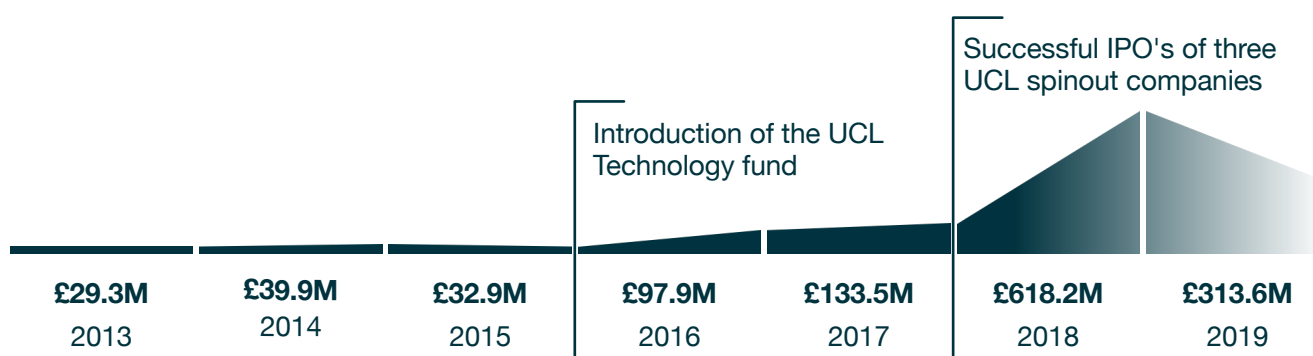 Successful IPO's of three
UCL spinout companies
Introduction of the UCL
Technology fund
£29.3M
2013
£39.9M
2014
£32.9M
2015
£97.9M
2016
£133.5M
2017
£618.2M
2018
£313.6M
2019